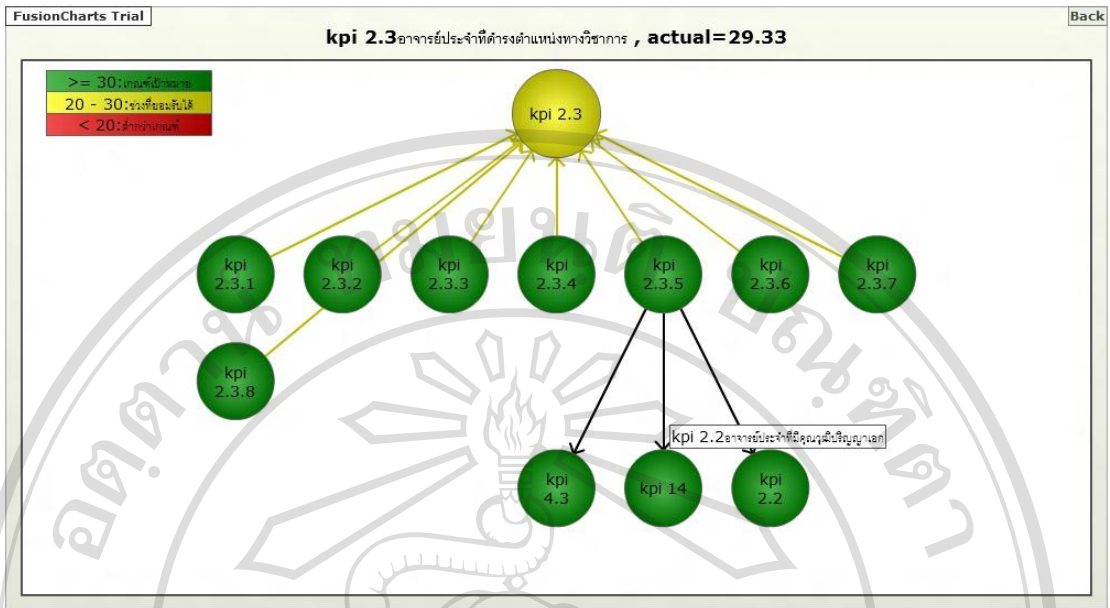 FusionCharts Trial
Back
kpi 2.3อาจารย์ประจำที่ดำรงตำแหน่งทางวิชาการ , actual=29.33
>= 30:เกณฑ์เป้าหมาย
20 - 30:ช่วงที่ยอมรับได้
< 20:ต่ำกว่าเกณฑ์
kpi 2.3
kpi
2.3.1
kpi
2.3.2
kpi
2.3.3
kpi
2.3.4
kpi
2.3.5
kpi
2.3.6
kpi
2.3.7
kpi
2.3.8
kpi 2.2อาจารย์ประจำที่มีคุณวุฒิปริญญาเอก
kpi
4.3
kpi 14
kpi
2.2